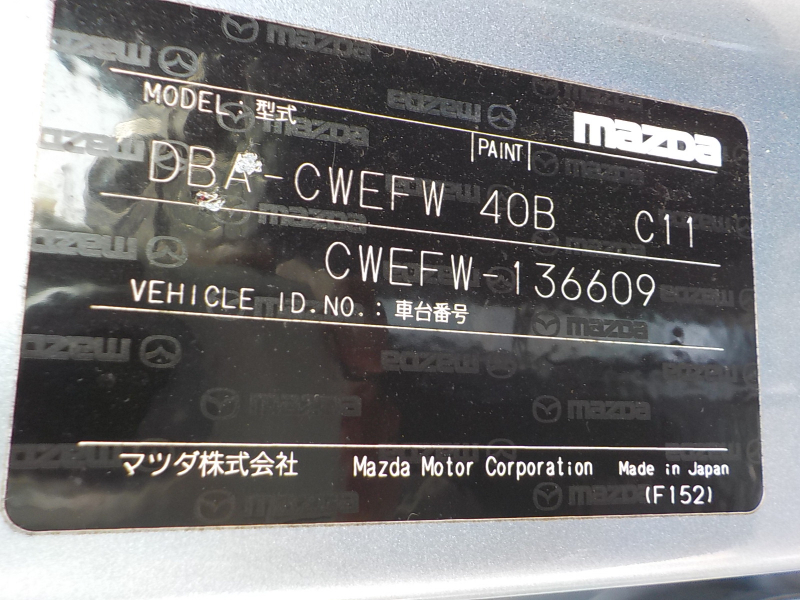 MODEL : 型式
PAINT
mazda
DBA-CWEFW 40B C11
CWEFW-136609
VEHICLE ID.NO. : 車台番号
マツダ株式会社 Mazda Motor Corporation Made in Japan
(F152)